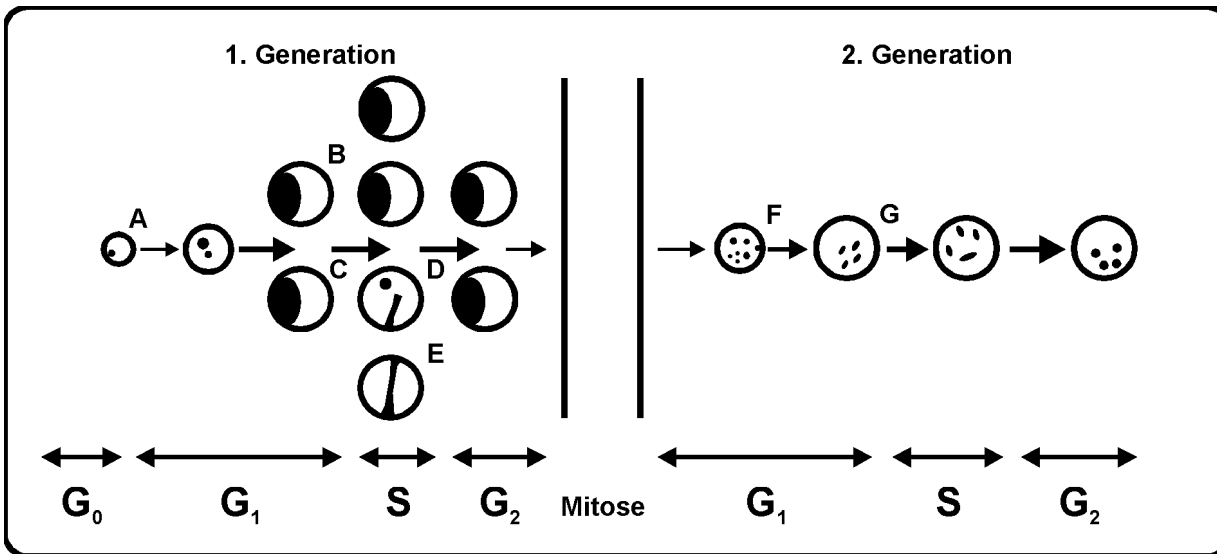 1. Generation
2. Generation
B
A
F
G
C
D
E
G₀
G₁
S
G₂
Mitose
G₁
S
G₂